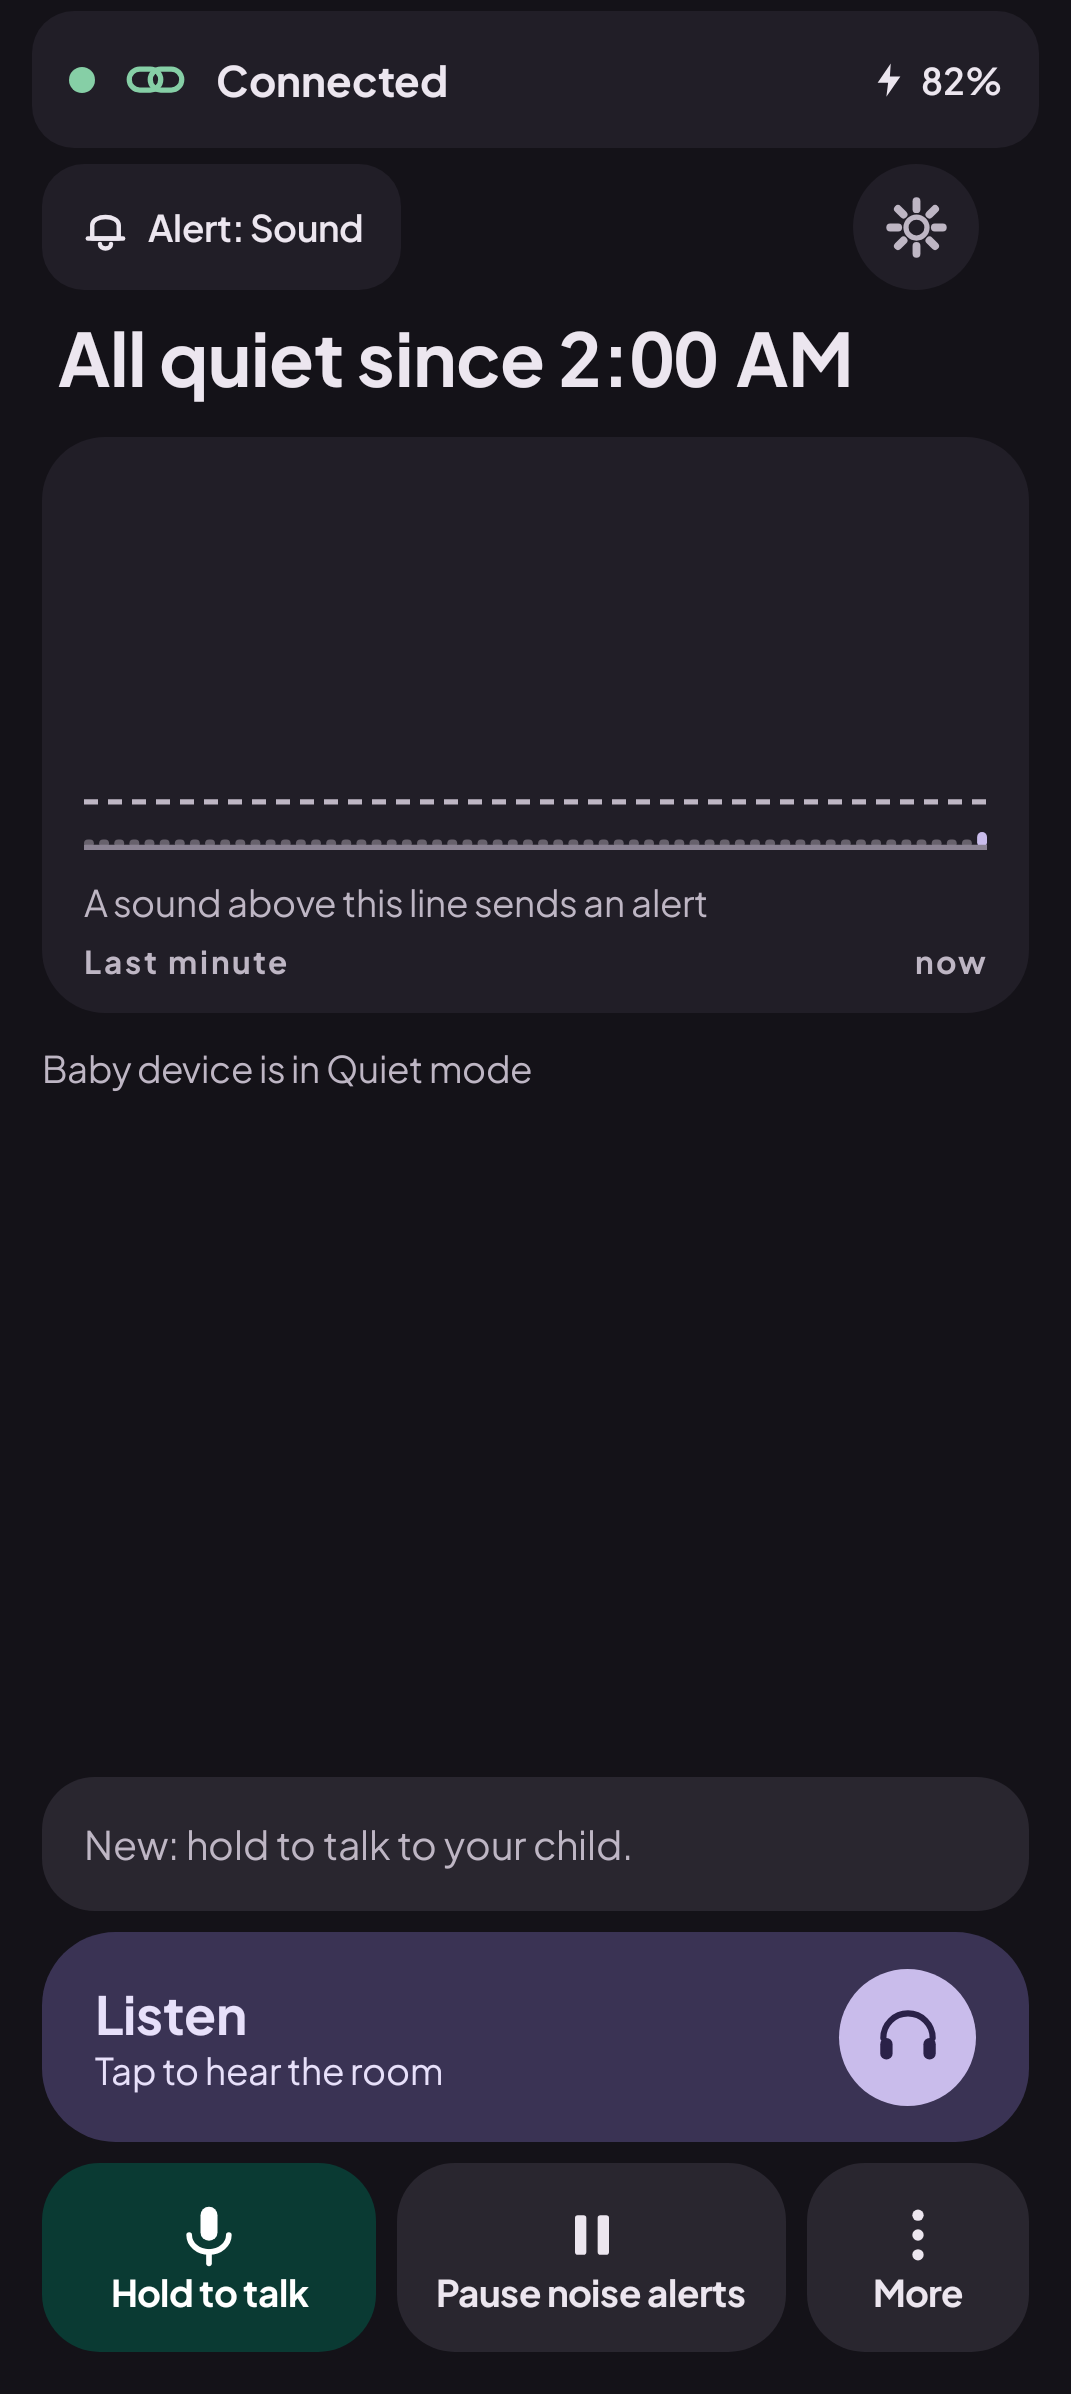 Connected
82%
Alert: Sound
All quiet since 2:00 AM
A sound above this line sends an alert
Last minute
now
Baby device is in Quiet mode
New: hold to talk to your child.
Listen
Tap to hear the room
Hold to talk
Pause noise alerts
More